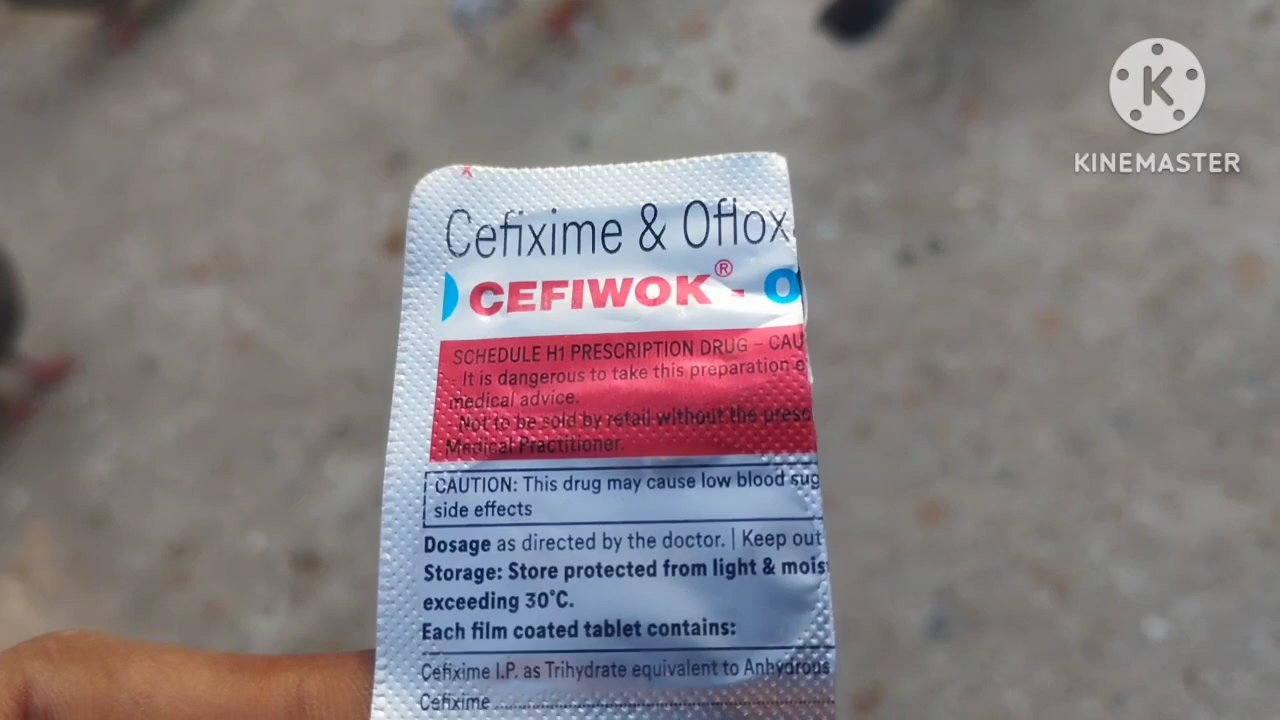 Cefixime & Oflox
CEFIWOK® - O
SCHEDULE H1 PRESCRIPTION DRUG – CAU
- It is dangerous to take this preparation e
medical advice.
- Not to be sold by retail without the presc
Medical Practitioner.
CAUTION: This drug may cause low blood sug
side effects
Dosage as directed by the doctor. | Keep out
Storage: Store protected from light & mois
exceeding 30°C.
Each film coated tablet contains:
Cefixime I.P. as Trihydrate equivalent to Anhydrous
Cefixime
K
KINEMASTER